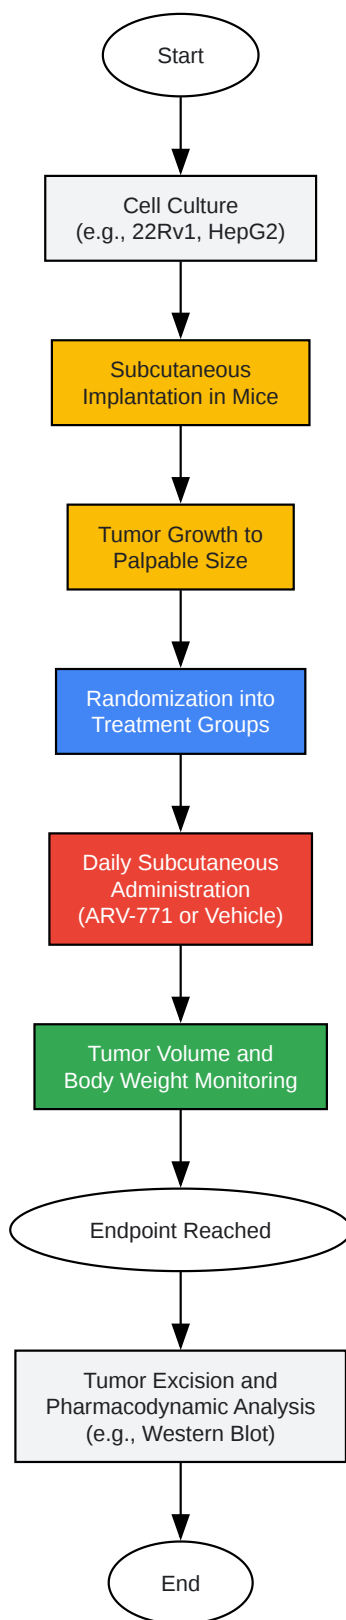 Start
Cell Culture
(e.g., 22Rv1, HepG2)
Subcutaneous
Implantation in Mice
Tumor Growth to
Palpable Size
Randomization into
Treatment Groups
Daily Subcutaneous
Administration
(ARV-771 or Vehicle)
Tumor Volume and
Body Weight Monitoring
Endpoint Reached
Tumor Excision and
Pharmacodynamic Analysis
(e.g., Western Blot)
End